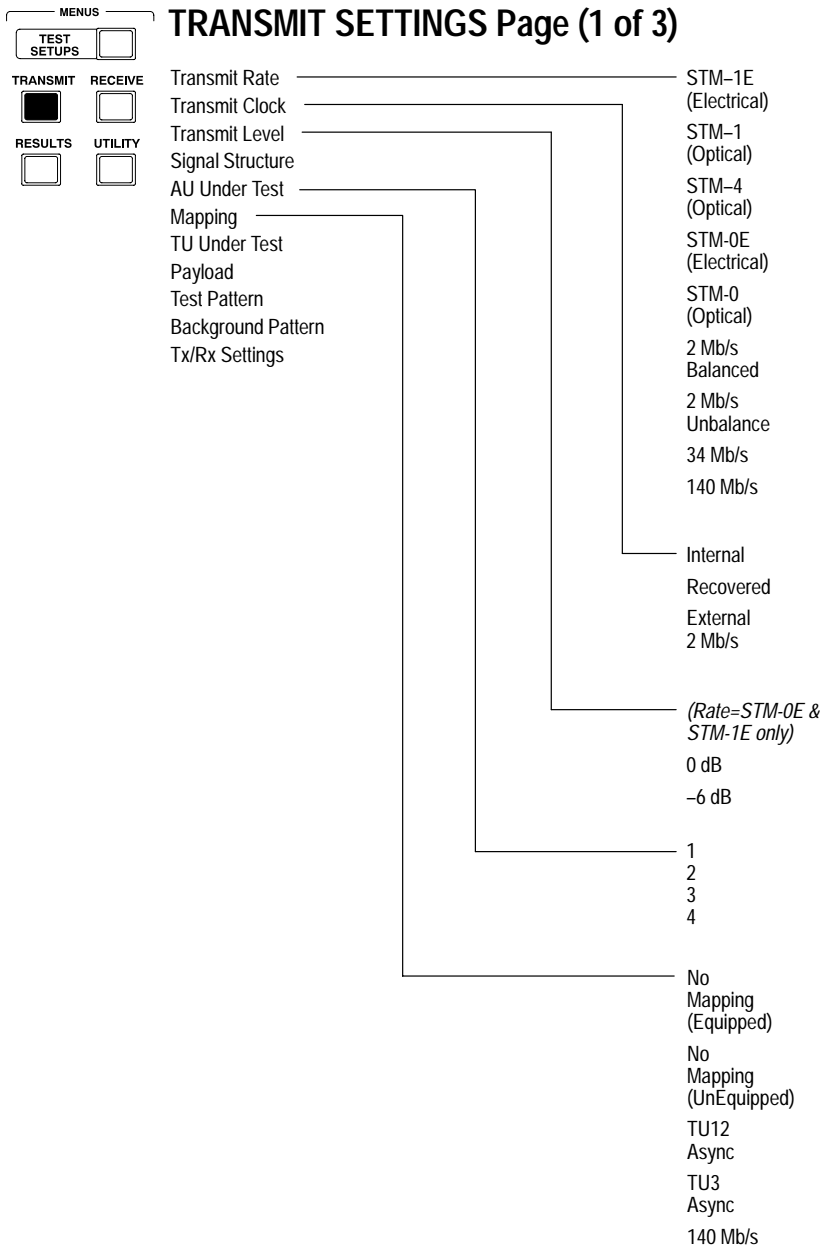 MENUS
TEST
SETUPS
TRANSMIT RECEIVE
RESULTS UTILITY
TRANSMIT SETTINGS Page (1 of 3)
Transmit Rate
Transmit Clock
Transmit Level
Signal Structure
AU Under Test
Mapping
TU Under Test
Payload
Test Pattern
Background Pattern
Tx/Rx Settings
STM–1E
(Electrical)
STM–1
(Optical)
STM–4
(Optical)
STM-0E
(Electrical)
STM-0
(Optical)
2 Mb/s
Balanced
2 Mb/s
Unbalance
34 Mb/s
140 Mb/s
Internal
Recovered
External
2 Mb/s
(Rate=STM-0E &
STM-1E only)
0 dB
–6 dB
1
2
3
4
No
Mapping
(Equipped)
No
Mapping
(UnEquipped)
TU12
Async
TU3
Async
140 Mb/s